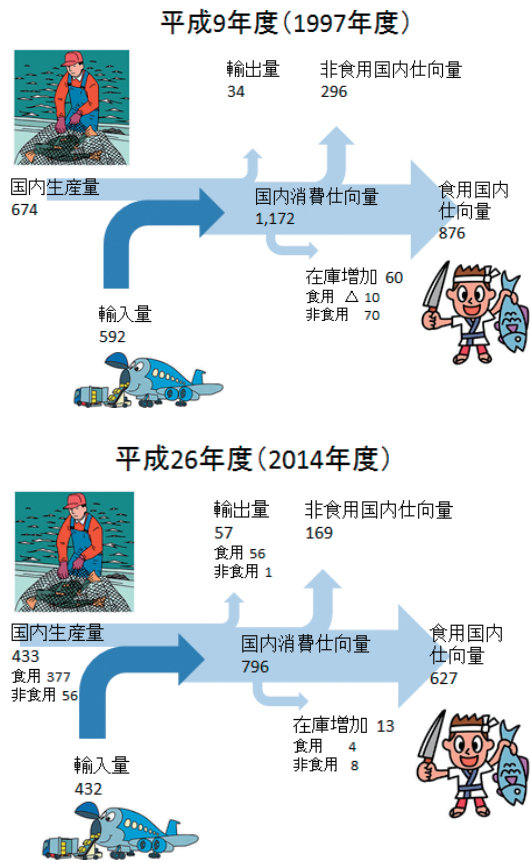 平成9年度（1997年度）
輸出量
34
非食用国内仕向量
296
国内生産量
674
国内消費仕向量
1,172
食用国内
仕向量
876
在庫増加 60
食用 △ 10
非食用 70
輸入量
592
平成26年度（2014年度）
輸出量
57
食用 56
非食用 1
非食用国内仕向量
169
国内生産量
433
食用 377
非食用 56
国内消費仕向量
796
食用国内
仕向量
627
在庫増加 13
食用 4
非食用 8
輸入量
432